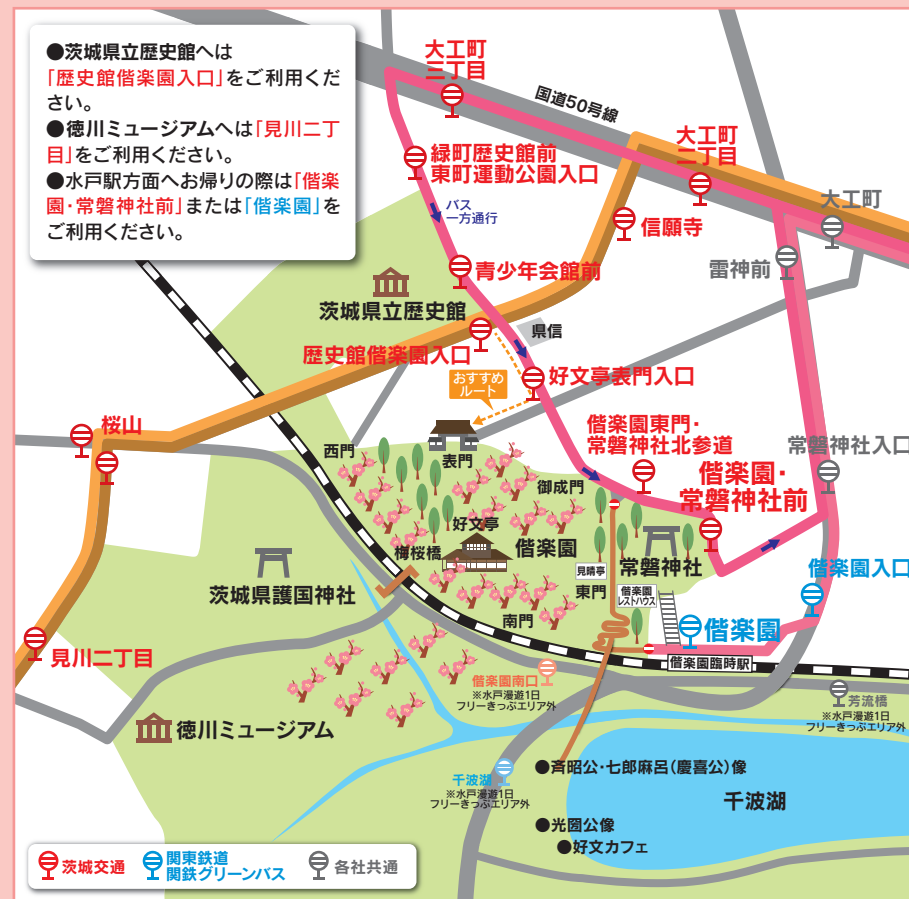 ●茨城県立歴史館へは
「歴史館偕楽園入口」をご利用くだ
さい。
●徳川ミュージアムへは「見川二丁
目」をご利用ください。
●水戸駅方面へお帰りの際は「偕楽
園・常磐神社前」または「偕楽園」を
ご利用ください。
大工町
三丁目
国道50号線
大工町
二丁目
緑町歴史館前
東町運動公園入口
バス
一方通行
信願寺
大工町
雷神前
青少年会館前
茨城県立歴史館
県信
歴史館偕楽園入口
おすすめ
ルート
好文亭表門入口
桜山
偕楽園東門・
常磐神社北参道
常磐神社入口
西門
表門
偕楽園・
常磐神社前
御成門
好文亭
偕楽園
梅桜橋
見晴亭
常磐神社
偕楽園入口
茨城県護国神社
東門
偕楽園
レストハウス
南門
偕楽園
見川二丁目
偕楽園臨時駅
偕楽園南口
※水戸漫遊1日
フリーきっぷエリア外
芳流橋
※水戸漫遊1日
フリーきっぷエリア外
徳川ミュージアム
千波湖
※水戸漫遊1日
フリーきっぷエリア外
●斉昭公・七郎麻呂(慶喜公)像
千波湖
●光圀公像
●好文カフェ
茨城交通
関東鉄道
関鉄グリーンバス
各社共通